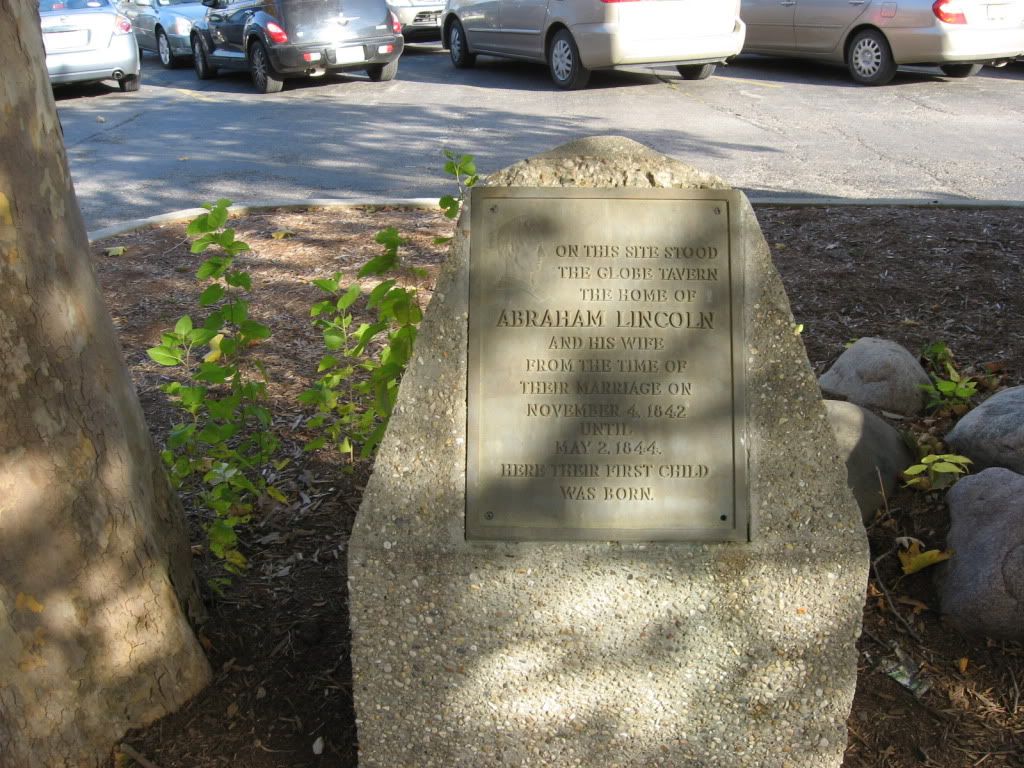 ON THIS SITE STOOD
THE GLOBE TAVERN
THE HOME OF
ABRAHAM LINCOLN
AND HIS WIFE
FROM THE TIME OF
THEIR MARRIAGE ON
NOVEMBER 4, 1842
UNTIL
MAY 2, 1844.
HERE THEIR FIRST CHILD
WAS BORN.